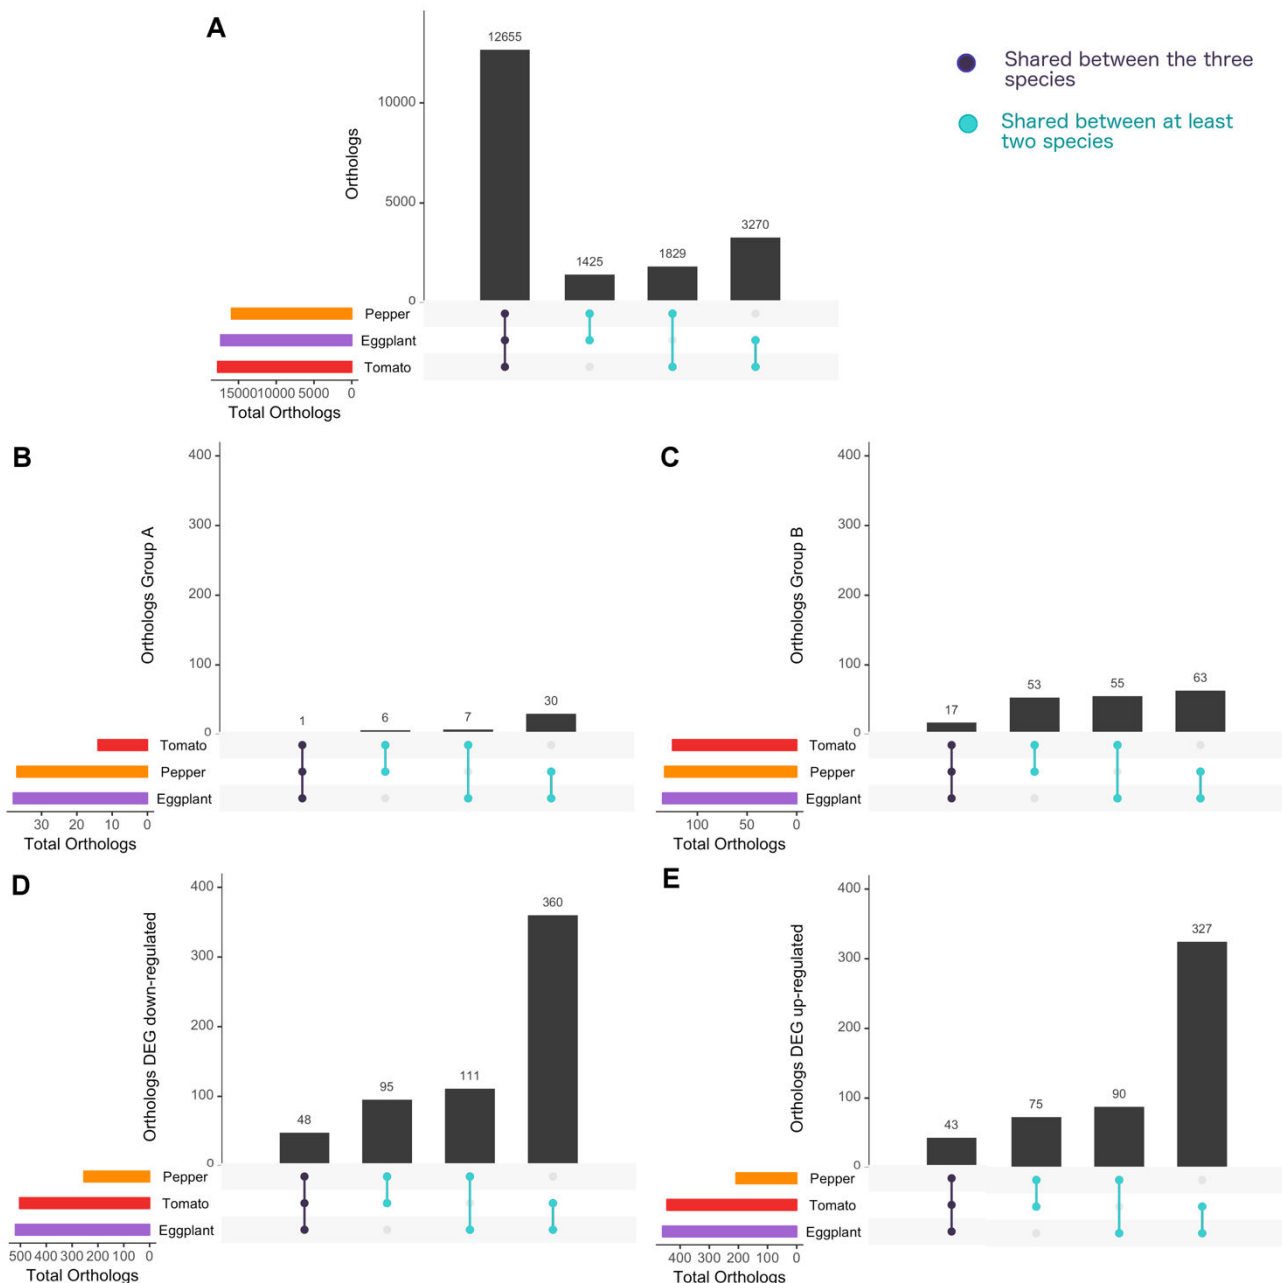 A
12655
10000
5000
0
1425
1829
3270
Orthologs
Pepper
Eggplant
Tomato
15000 10000 5000 0
Total Orthologs
Shared between the three
species
Shared between at least
two species
B
400
300
200
100
0
Orthologs Group A
1
6
7
30
Tomato
Pepper
Eggplant
30 20 10 0
Total Orthologs
C
400
300
200
100
0
Orthologs Group B
17
53
55
63
Tomato
Pepper
Eggplant
100 50 0
Total Orthologs
D
400
300
200
100
0
Orthologs DEG down-regulated
48
95
111
360
Pepper
Tomato
Eggplant
500 400 300 200 100 0
Total Orthologs
E
400
300
200
100
0
Orthologs DEG up-regulated
43
75
90
327
Pepper
Tomato
Eggplant
400 300 200 100 0
Total Orthologs